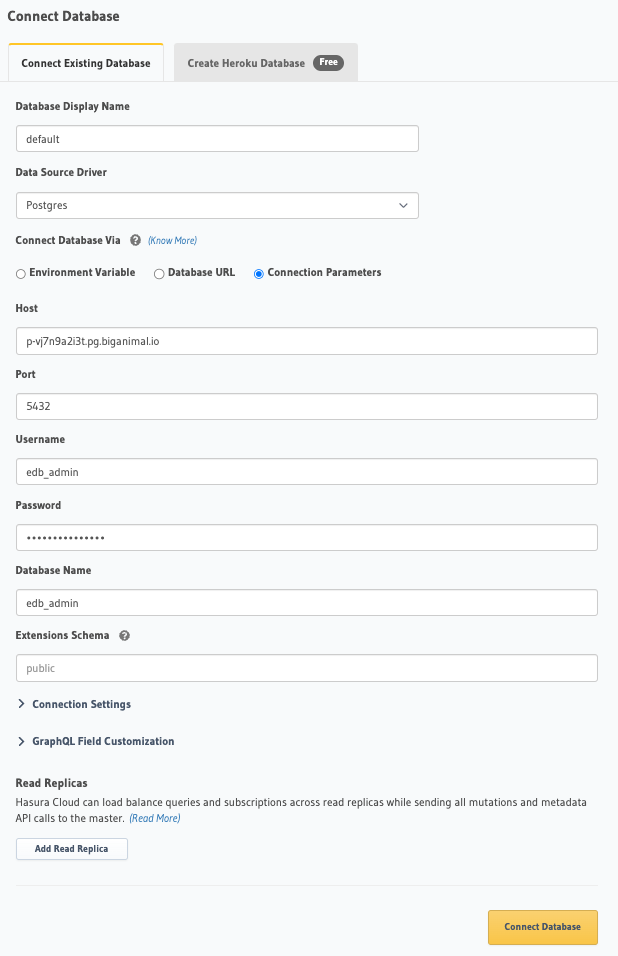 Connect Database
Connect Existing Database
Create Heroku Database Free
Database Display Name
default
Data Source Driver
Postgres
Connect Database Via ? (Know More)
Environment Variable Database URL Connection Parameters
Host
p-vj7n9a2i3t.pg.biganimal.io
Port
5432
Username
edb_admin
Password
•••••••••••••••
Database Name
edb_admin
Extensions Schema ?
public
Connection Settings
GraphQL Field Customization
Read Replicas
Hasura Cloud can load balance queries and subscriptions across read replicas while sending all mutations and metadata
API calls to the master. (Read More)
Add Read Replica
Connect Database